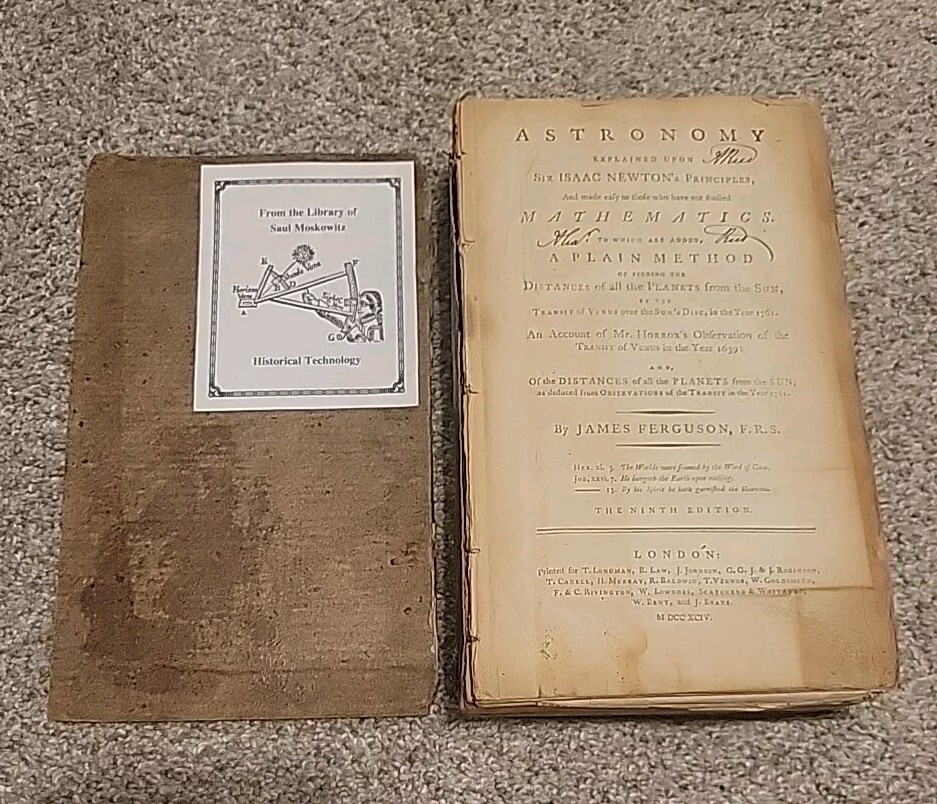 From the Library of
Saul Moskowitz
E
F
Shade Vane
D
Horizon
Vane
A
G
Historical Technology
ASTRONOMY
EXPLAINED UPON
SIR ISAAC NEWTON's PRINCIPLES,
And made easy to those who have not studied
MATHEMATICS.
TO WHICH ARE ADDED,
A PLAIN METHOD
OF FINDING THE
DISTANCES of all the PLANETS from the SUN,
BY THE
TRANSIT of VENUS over the SUN's DISC, in the Year 1761.
An Account of Mr. HORROX's Observation of the
TRANSIT of VENUS in the Year 1639:
AND,
Of the DISTANCES of all the PLANETS from the SUN,
as deduced from OBSERVATIONS of the TRANSIT in the Year 1761.
By JAMES FERGUSON, F.R.S.
HEB. xi. 3. The Worlds were framed by the Word of GOD.
JOB, xxvi. 7. He hangeth the Earth upon nothing.
13. By his Spirit he hath garnished the Heavens.
THE NINTH EDITION.
LONDON:
Printed for T. LONGMAN, B. LAW, J. JOHNSON, G. G. J. & J. ROBINSON,
T. CADELL, H. MURRAY, R. BALDWIN, T. VERNOR, W. GOLDSMITH,
F. & C. RIVINGTON, W. LOWNDES, SCATCHERD & WHITAKER,
W. BENT, and J. EVANS.
M DCC XCIV.